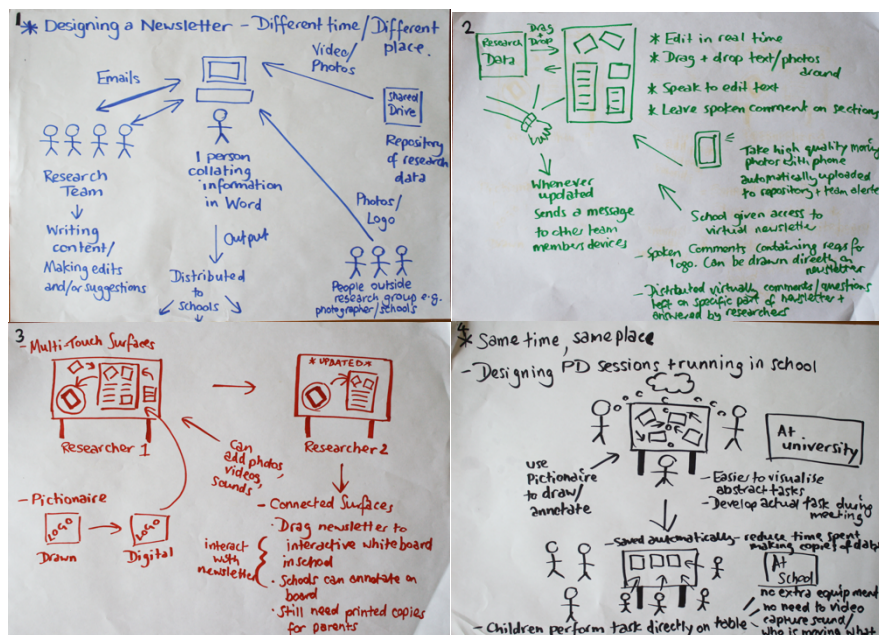 1 * Designing a Newsletter - Different time/Different place.
Emails
Video/
Photos
Shared
Drive
Repository
of research
data
Research
Team
Writing
content/
Making edits
and/or suggestions
1 person
collating
information
in Word
Output
Distributed
to
schools
Photos/
Logo
People outside
research group e.g.
photographer/schools
2
Research
Data
Drag
+
Drop
* Edit in real time
* Drag + drop text/photos
around
* Speak to edit text
* Leave spoken comment on sections
Whenever
updated
Sends a message
to other team
members devices
Take high quality moving
photos with phone
automatically uploaded
to repository + team
School given access to
virtual newsletter
- Spoken Comments containing reqs for
logo. Can be drawn directly on
newsletter
- Distributed virtually comments/questions
left on specific part of newsletter +
answered by researchers
3
- Multi-Touch Surfaces
Researcher 1
* UPDATED *
Researcher 2
Can
add photos,
videos,
sounds
- Pictionaire
LOGO
Drawn
LOGO
Digital
- Connected Surfaces
· Drag newsletter to
interactive whiteboard
in school
· Schools can annotate on
board
· Still need printed copies
for parents
interact
with
newsletter
4
* Same time, same place
- Designing PD sessions + running in school
At
university
use
Pictionaire
to draw/
annotate
- Easier to visualise
abstract tasks
- Develop actual task during
meeting
- saved automatically - reduce time spent
making copies of data
At
School
no extra equipment
no need to video
capture sound/
who is moving what
- Children perform task directly on table